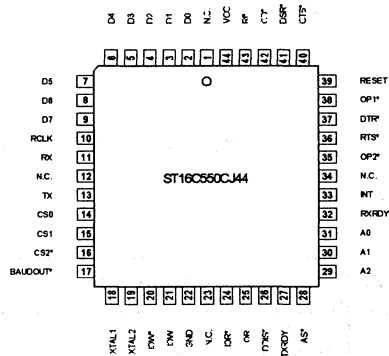 D4 D3 D2 D1 D0 N.C. VCC RI* CD* DSR* CTS*
6 5 4 3 2 1 44 43 42 41 40
D5 7
D6 8
D7 9
RCLK 10
RX 11
N.C. 12
TX 13
CS0 14
CS1 15
CS2* 16
BAUDOUT* 17
ST16C550CJ44
39 RESET
38 OP1*
37 DTR*
36 RTS*
35 OP2*
34 N.C.
33 INT
32 RXRDY
31 A0
30 A1
29 A2
18 19 20 21 22 23 24 25 26 27 28
XTAL1 XTAL2 IOW* IOW GND N.C. IOR* IOR DDIS* TXRDY AS*